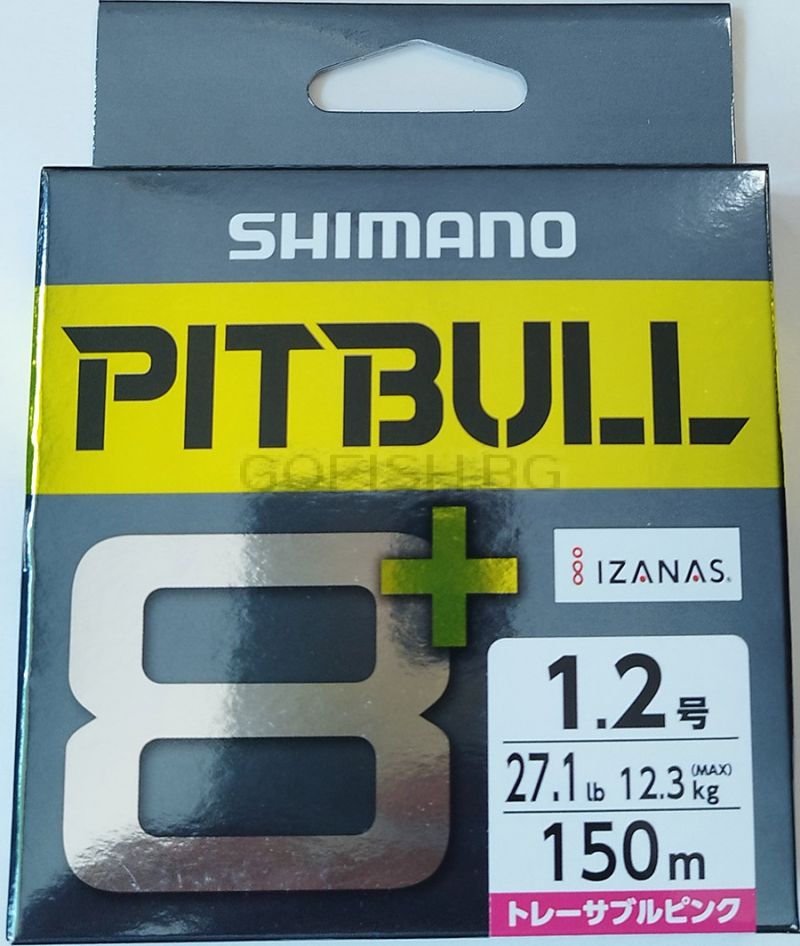 SHIMANO
PITBULL
GOFISH.BG
8+
IZANAS®
1.2号
27.1 lb 12.3 kg (MAX)
150m
トレーサブルピンク